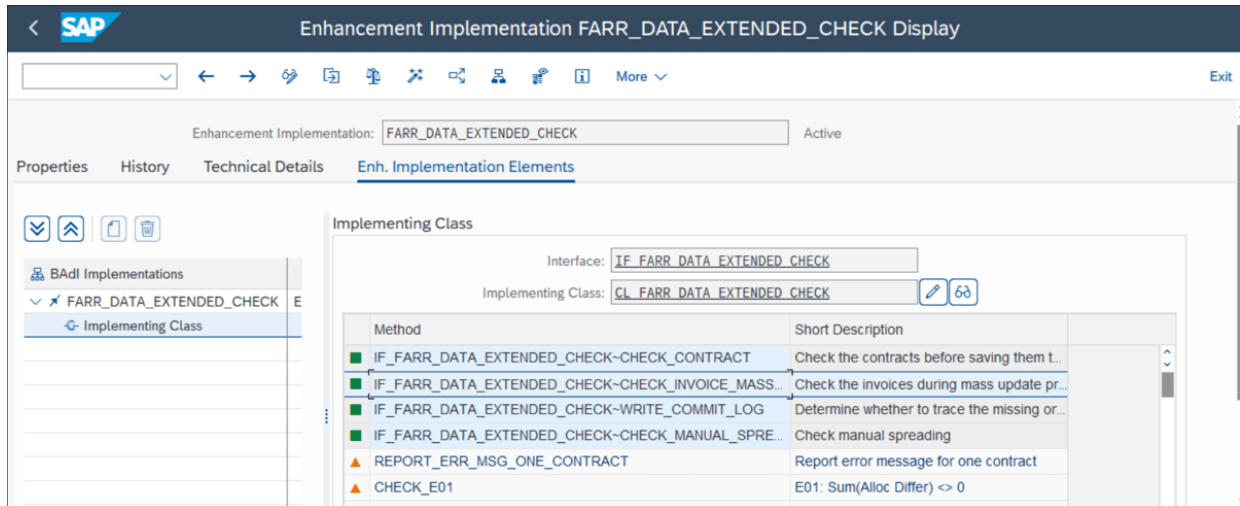 SAP
Enhancement Implementation FARR_DATA_EXTENDED_CHECK Display
More
Exit
Enhancement Implementation: FARR_DATA_EXTENDED_CHECK Active
Properties History Technical Details Enh. Implementation Elements
Implementing Class
Interface: IF_FARR_DATA_EXTENDED_CHECK
BAdI Implementations
Implementing Class: CL_FARR_DATA_EXTENDED_CHECK
FARR_DATA_EXTENDED_CHECK E
Implementing Class
Method Short Description
IF_FARR_DATA_EXTENDED_CHECK~CHECK_CONTRACT Check the contracts before saving them t...
IF_FARR_DATA_EXTENDED_CHECK~CHECK_INVOICE_MASS... Check the invoices during mass update pr...
IF_FARR_DATA_EXTENDED_CHECK~WRITE_COMMIT_LOG Determine whether to trace the missing or...
IF_FARR_DATA_EXTENDED_CHECK~CHECK_MANUAL_SPRE... Check manual spreading
REPORT_ERR_MSG_ONE_CONTRACT Report error message for one contract
CHECK_E01 E01: Sum(Alloc Differ) <> 0